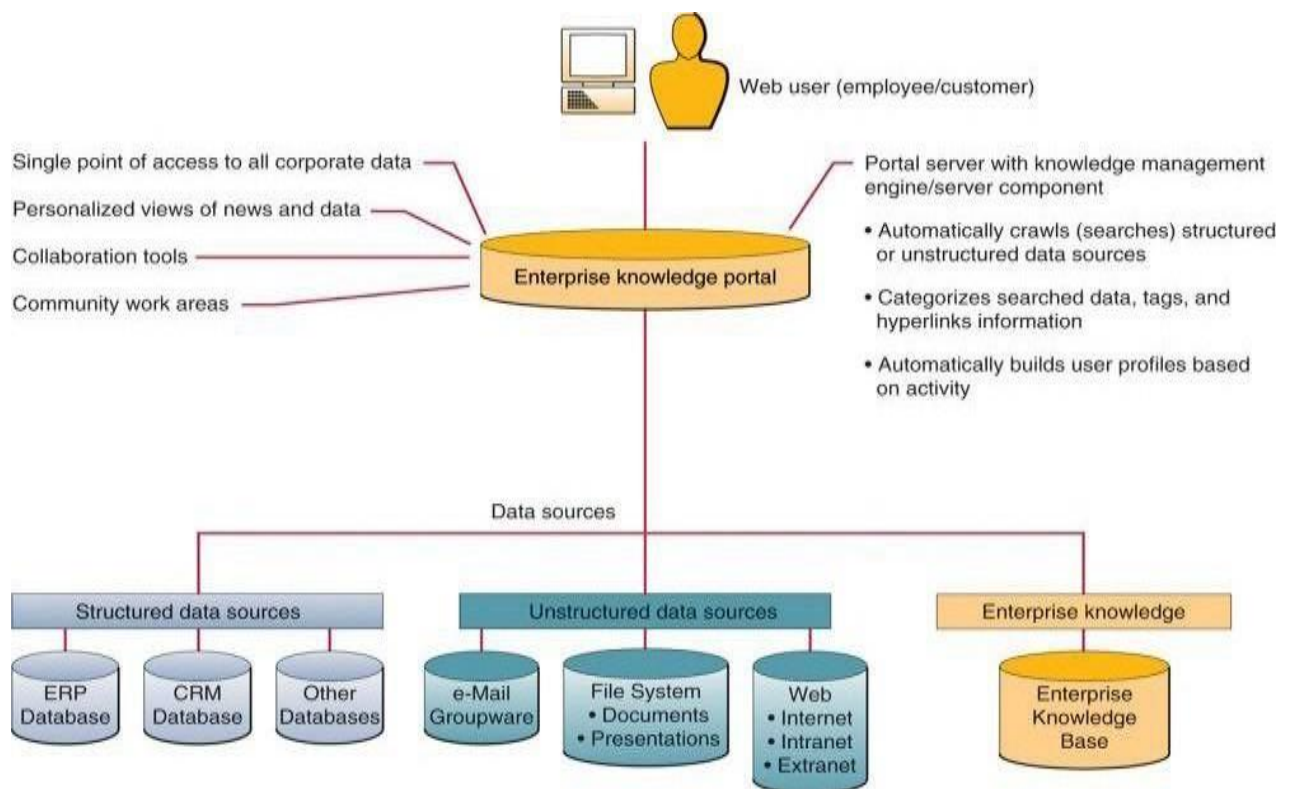 Web user (employee/customer)
Single point of access to all corporate data
Personalized views of news and data
Collaboration tools
Community work areas
Enterprise knowledge portal
Portal server with knowledge management
engine/server component
• Automatically crawls (searches) structured
or unstructured data sources
• Categorizes searched data, tags, and
hyperlinks information
• Automatically builds user profiles based
on activity
Data sources
Structured data sources
ERP
Database
CRM
Database
Other
Databases
Unstructured data sources
e-Mail
Groupware
File System
• Documents
• Presentations
Web
• Internet
• Intranet
• Extranet
Enterprise knowledge
Enterprise
Knowledge
Base